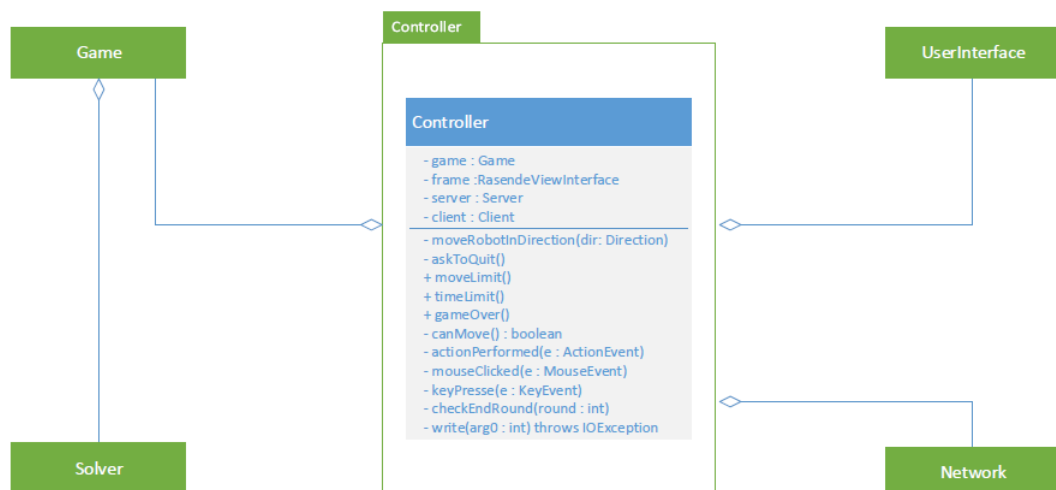 Controller
Game
UserInterface
Controller
- game : Game
- frame :RasendeViewInterface
- server : Server
- client : Client
- moveRobotInDirection(dir: Direction)
- askToQuit()
+ moveLimit()
+ timeLimit()
+ gameOver()
- canMove() : boolean
- actionPerformed(e : ActionEvent)
- mouseClicked(e : MouseEvent)
- keyPresse(e : KeyEvent)
- checkEndRound(round : int)
- write(arg0 : int) throws IOException
Solver
Network